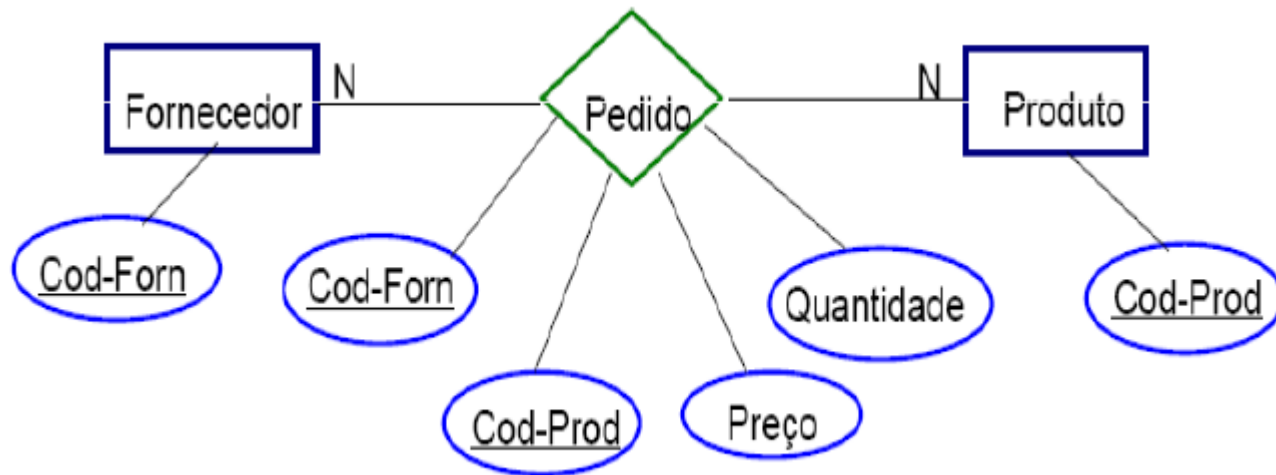 N
N
Fornecedor
Pedido
Produto
Cod-Forn
Cod-Forn
Quantidade
Cod-Prod
Cod-Prod
Preço